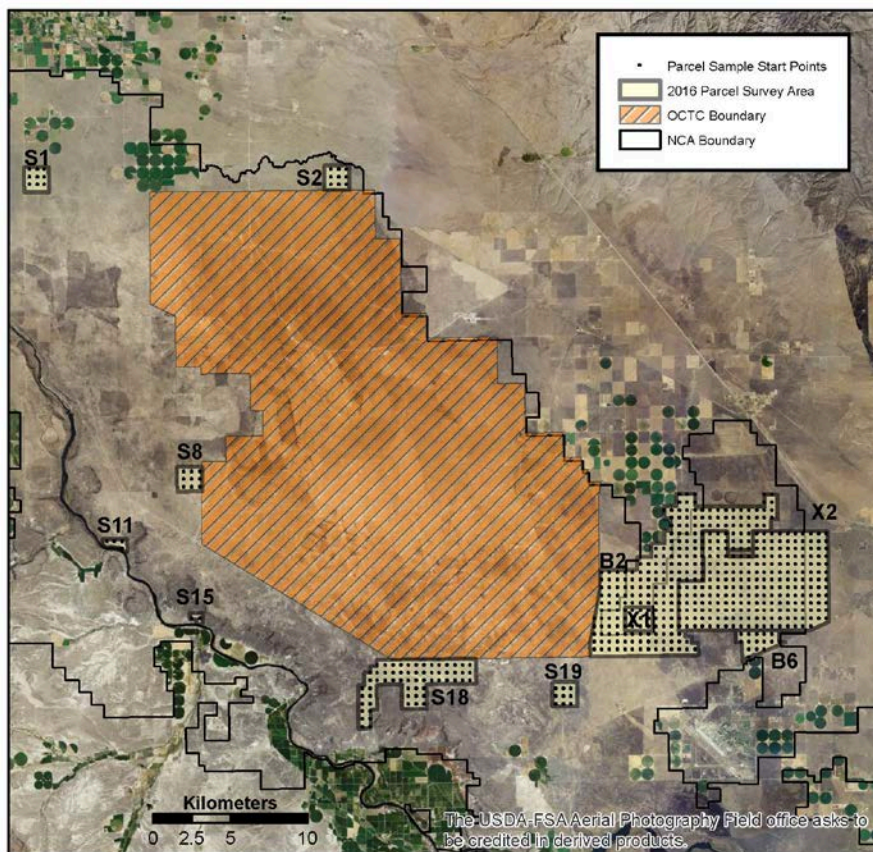 Parcel Sample Start Points
2016 Parcel Survey Area
OCTC Boundary
NCA Boundary
S1
S2
S8
S11
S15
S18
S19
B2
X1
X2
B6
Kilometers
0 2.5 5 10
The USDA-FSA Aerial Photography Field office asks to
be credited in derived products.